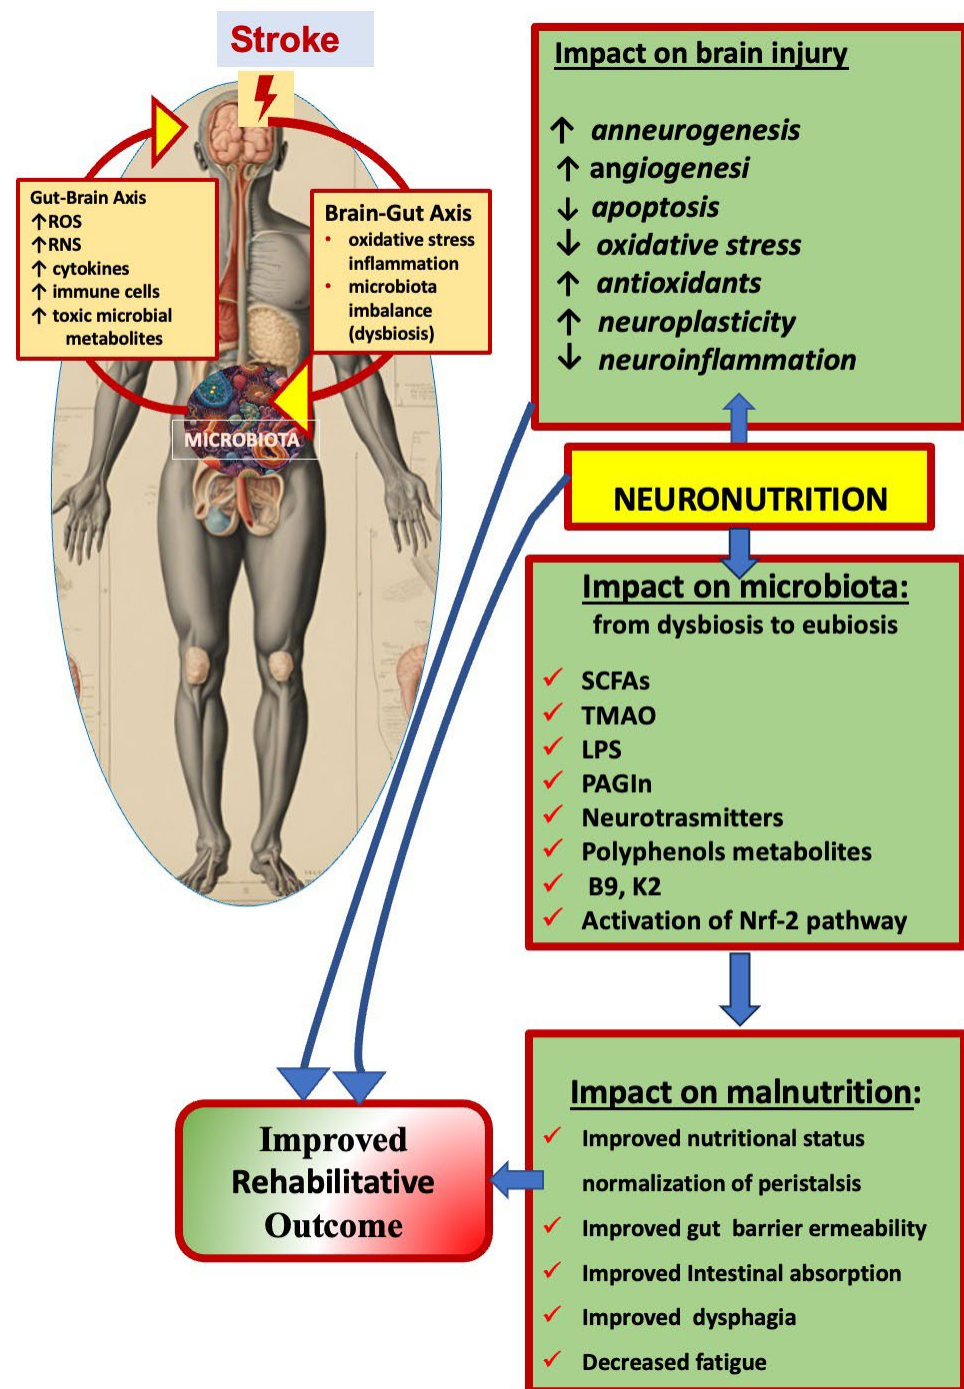 Stroke
Gut-Brain Axis
↑ROS
↑RNS
↑ cytokines
↑ immune cells
↑ toxic microbial
metabolites
Brain-Gut Axis
• oxidative stress
inflammation
• microbiota
imbalance
(dysbiosis)
MICROBIOTA
Impact on brain injury
↑ anneurogenesis
↑ angiogenesi
↓ apoptosis
↓ oxidative stress
↑ antioxidants
↑ neuroplasticity
↓ neuroinflammation
NEURONUTRITION
Impact on microbiota:
from dysbiosis to eubiosis
✓ SCFAs
✓ TMAO
✓ LPS
✓ PAGIn
✓ Neurotrasmitters
✓ Polyphenols metabolites
✓ B9, K2
✓ Activation of Nrf-2 pathway
Impact on malnutrition:
✓ Improved nutritional status
normalization of peristalsis
✓ Improved gut barrier ermeability
✓ Improved Intestinal absorption
✓ Improved dysphagia
✓ Decreased fatigue
Improved
Rehabilitative
Outcome